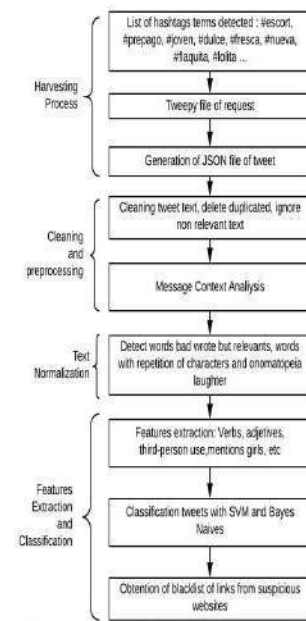 List of hashtags terms detected : #escort,
#prepago, #joven, #dulce, #fresca, #nueva,
#flaquita, #lolita ...
Harvesting
Process
Tweepy file of request
Generation of JSON file of tweet
Cleaning tweet text, delete duplicated, ignore
non relevant text
Cleaning
and
preprocessing
Message Context Analiysis
Text
Normalization
Detect words bad wrote but relevants, words
with repetition of characters and onomatopeia
laughter
Features extraction: Verbs, adjetives,
third-person use,mentions girls, etc
Features
Extraction
and
Classification
Classification tweets with SVM and Bayes
Naives
Obtention of blacklist of links from suspicious
websites